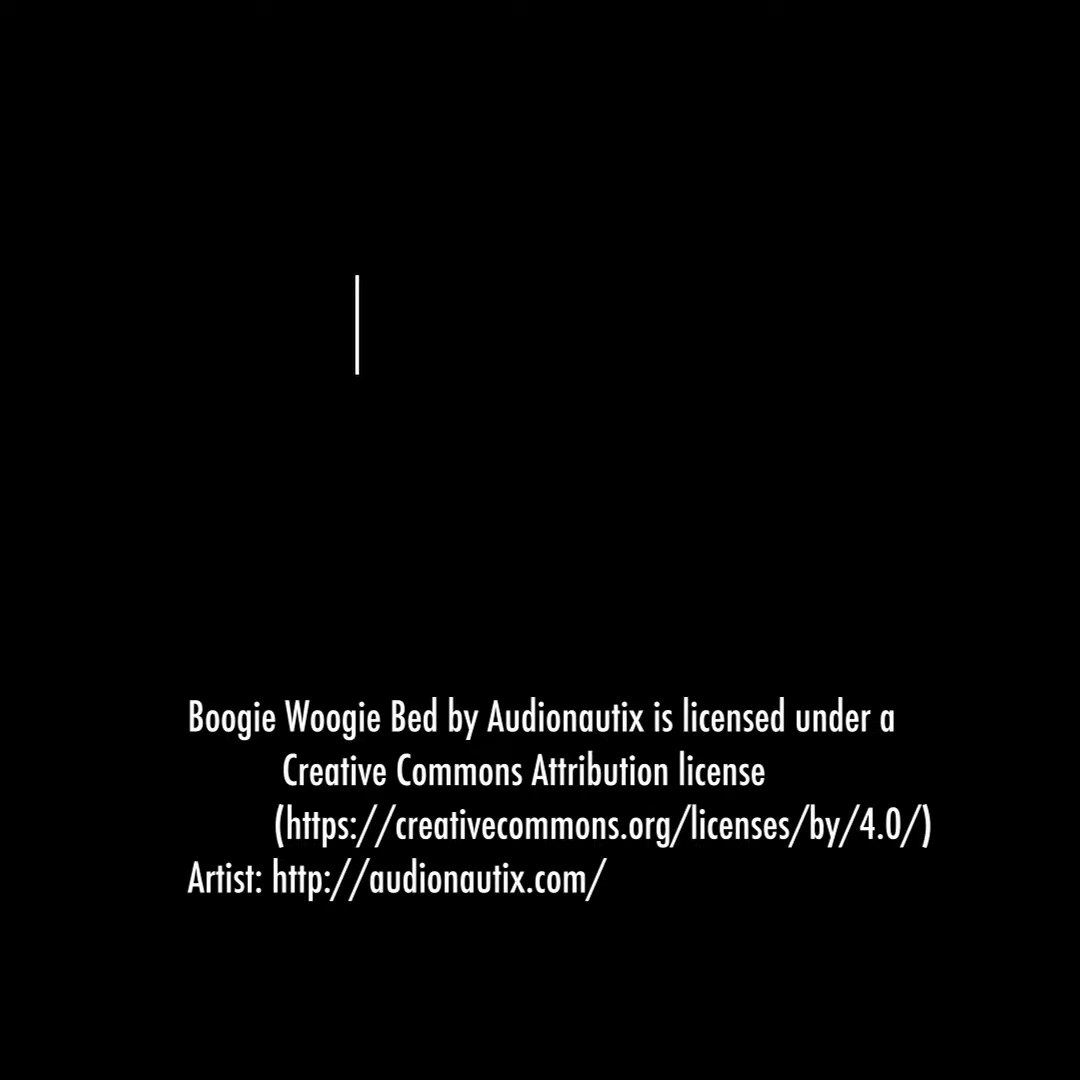 Boogie Woogie Bed by Audionautix is licensed under a
Creative Commons Attribution license
(https://creativecommons.org/licenses/by/4.0/)
Artist: http://audionautix.com/